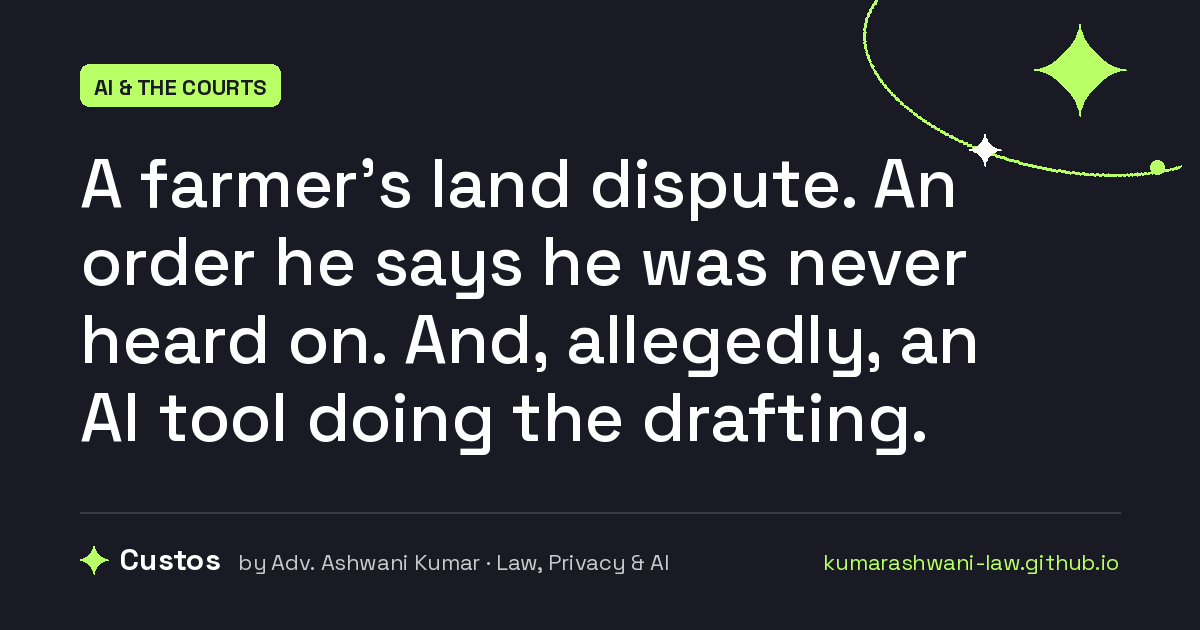 AI & THE COURTS
A farmer’s land dispute. An
order he says he was never
heard on. And, allegedly, an
AI tool doing the drafting.
Custos by Adv. Ashwani Kumar · Law, Privacy & AI
kumarashwani-law.github.io